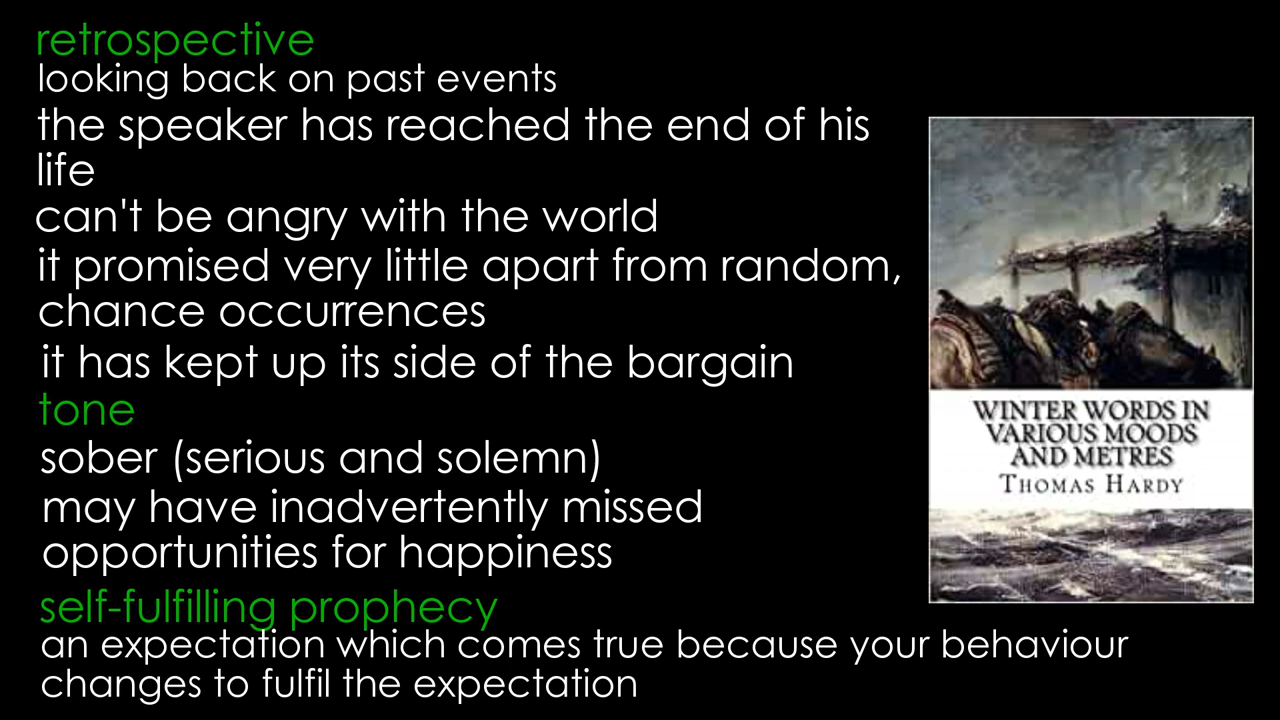 retrospective
looking back on past events
the speaker has reached the end of his
life
can't be angry with the world
it promised very little apart from random,
chance occurrences
it has kept up its side of the bargain
tone
sober (serious and solemn)
may have inadvertently missed
opportunities for happiness
self-fulfilling prophecy
an expectation which comes true because your behaviour
changes to fulfil the expectation
WINTER WORDS IN
VARIOUS MOODS
AND METRES
THOMAS HARDY